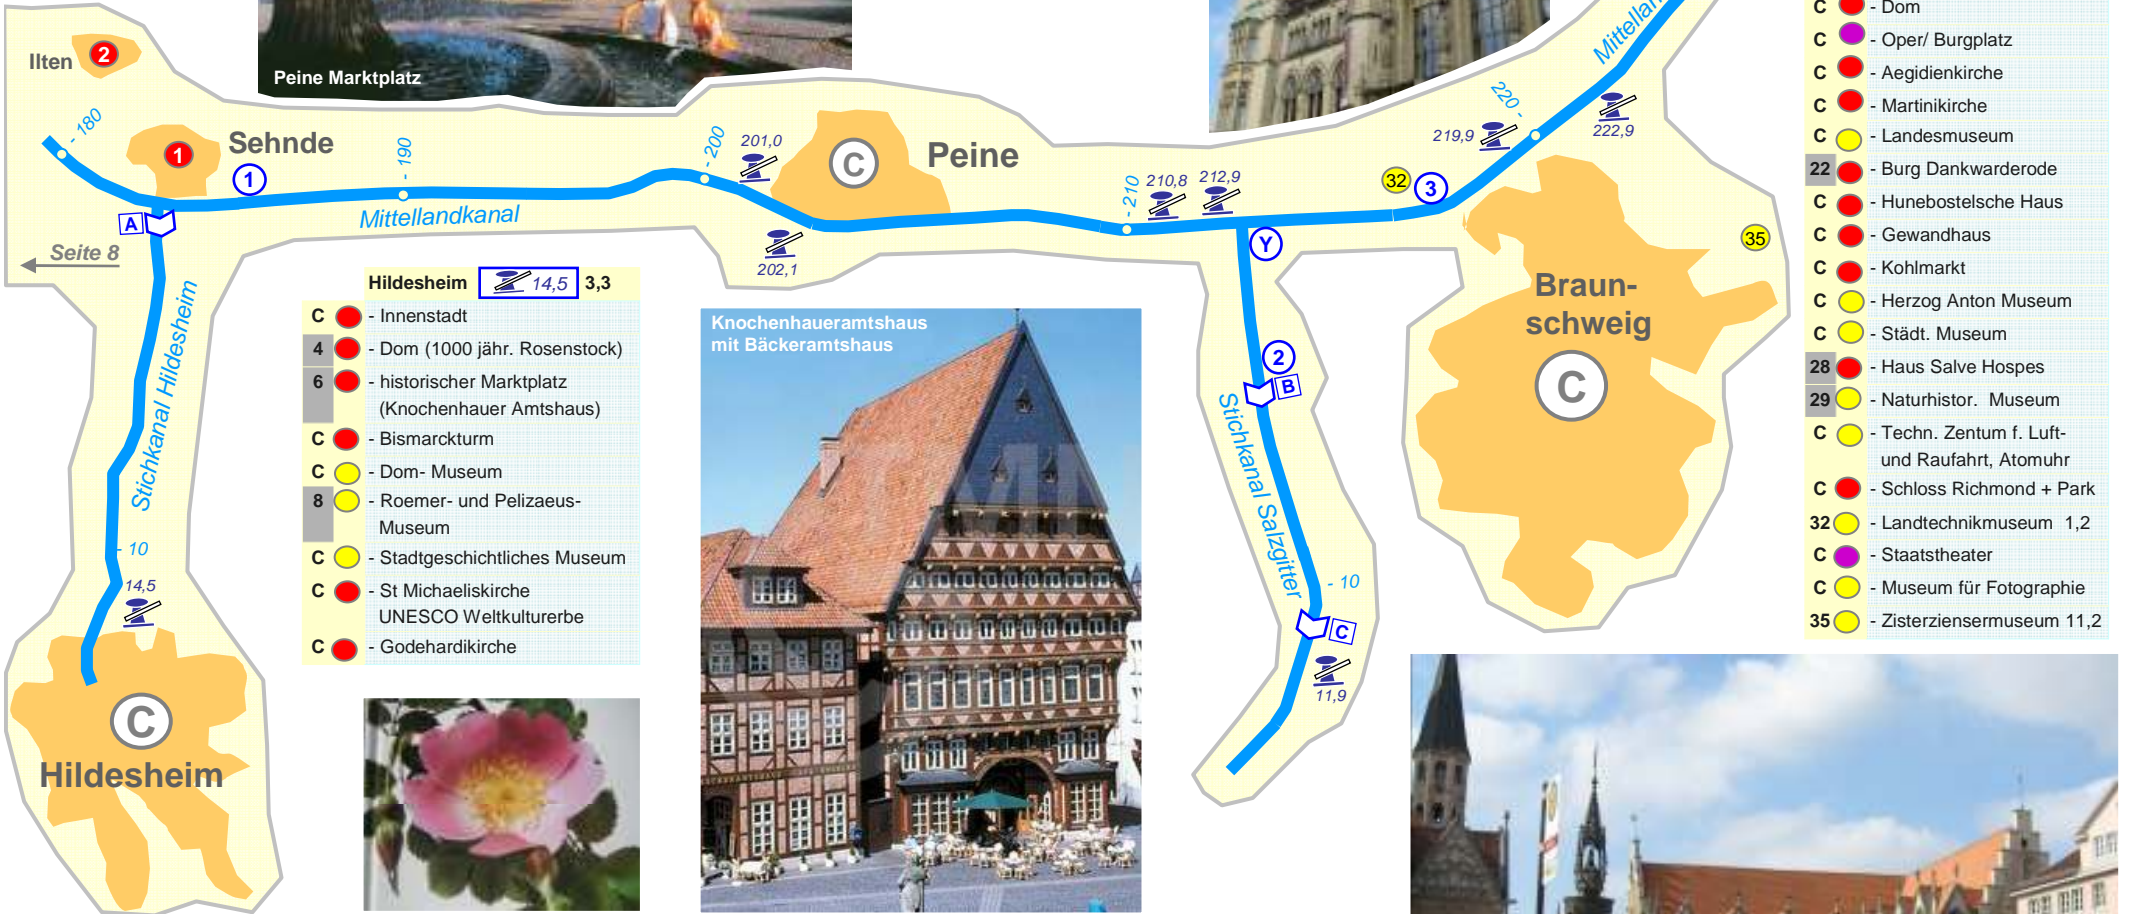 Peine Marktplatz
Ilten
2
- 180
1
Sehnde
1
- 190
- 200
201,0
C
Peine
- 210
210,8
212,9
32
3
219,9
220 -
222,9
A
Mittellandkanal
202,1
Y
35
Seite 8
Stichkanal Hildesheim
- 10
14,5
C
Hildesheim
Hildesheim 14,5 3,3
C - Innenstadt
4 - Dom (1000 jähr. Rosenstock)
6 - historischer Marktplatz
(Knochenhauer Amtshaus)
C - Bismarckturm
C - Dom- Museum
8 - Roemer- und Pelizaeus-
Museum
C - Stadtgeschichtliches Museum
C - St Michaeliskirche
UNESCO Weltkulturerbe
C - Godehardikirche
Knochenhaueramtshaus
mit Bäckeramtshaus
2
B
Stichkanal Salzgitter
- 10
C
11,9
Braun-
schweig
C
C - Dom
C - Oper/ Burgplatz
C - Aegidienkirche
C - Martinikirche
C - Landesmuseum
22 - Burg Dankwarderode
C - Hunebostelsche Haus
C - Gewandhaus
C - Kohlmarkt
C - Herzog Anton Museum
C - Städt. Museum
28 - Haus Salve Hospes
29 - Naturhistor. Museum
C - Techn. Zentum f. Luft-
und Raufahrt, Atomuhr
C - Schloss Richmond + Park
32 - Landtechnikmuseum 1,2
C - Staatstheater
C - Museum für Fotographie
35 - Zisterziensermuseum 11,2